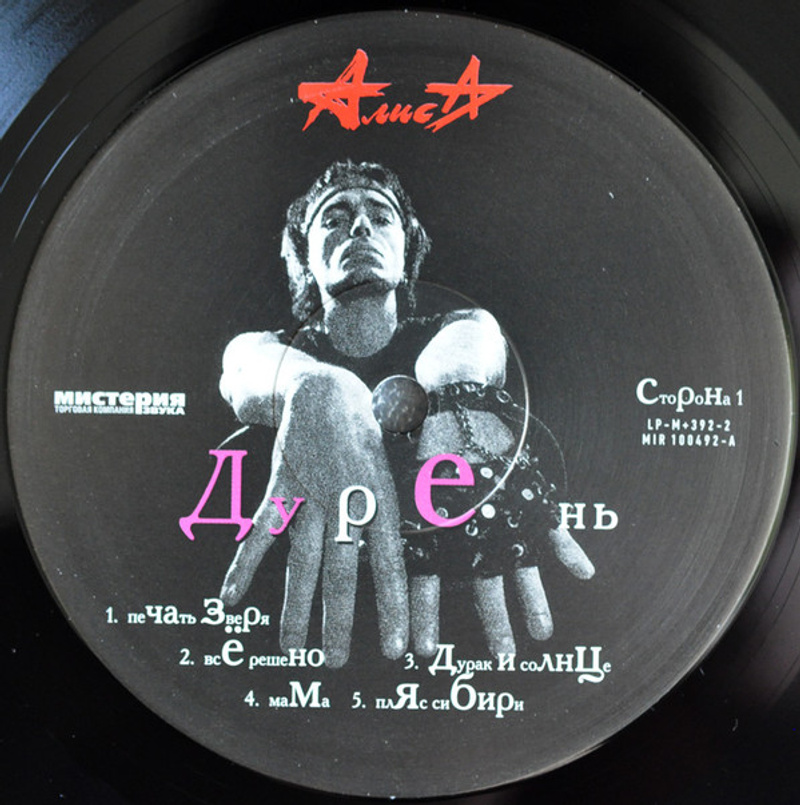 АлисА
мистерия
ТОРГОВАЯ КОМПАНИЯ ЗВУКА
СтоРоНа 1
LP-M+392-2
MIR 100492-A
Дурень
1. пеЧАть ЗвеРя
2. всЁ решеНО 3. Дурак И соЛНЦе
4. маМа 5. плЯс сиБИРи